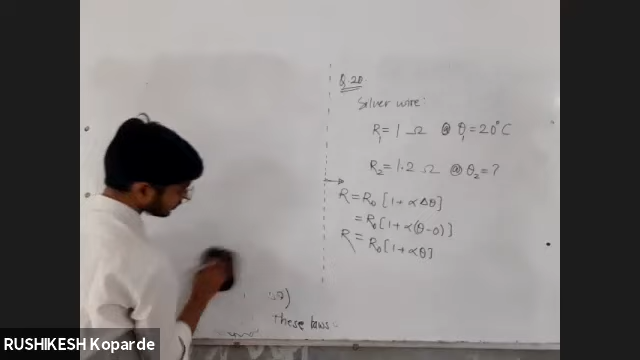 Q.20
Silver wire:
R₁ = 1 Ω @ θ₁ = 20°C
R₂ = 1.2 Ω @ θ₂ = ?
R = R₀ [1 + α Δθ]
= R₀ [1 + α(θ - 0)]
R = R₀ [1 + αθ]
These laws
RUSHIKESH Koparde